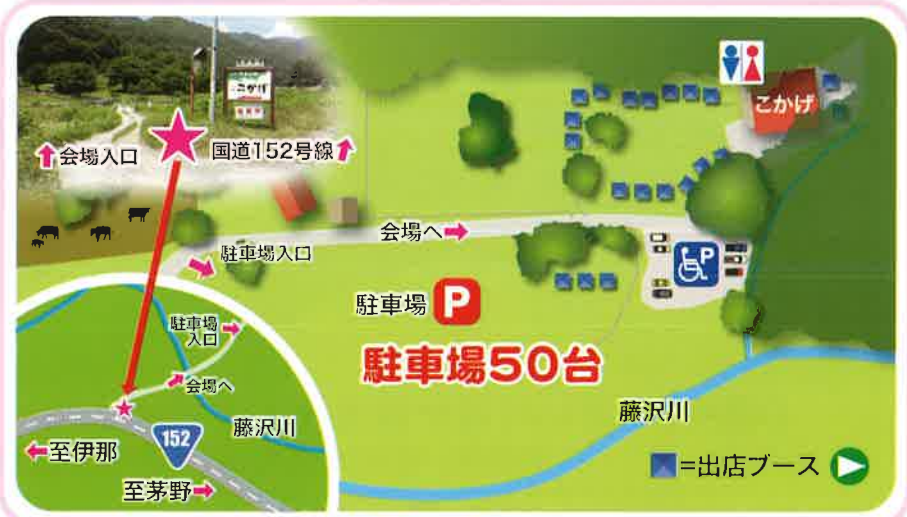 こかげ
会場入口
国道152号線
こかげ
会場へ
駐車場入口
P
駐車場 P
駐車場50台
駐車場
入口
会場へ
藤沢川
152
至伊那
至茅野
藤沢川
=出店ブース